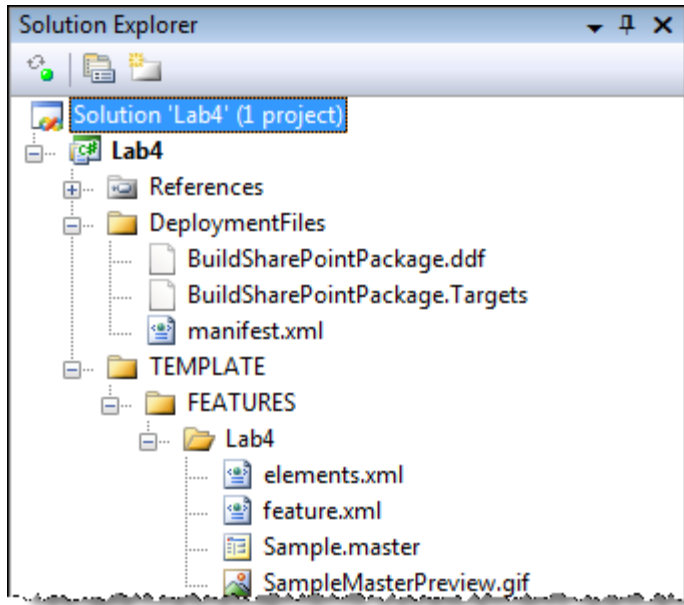 Solution Explorer
Solution 'Lab4' (1 project)
Lab4
References
DeploymentFiles
BuildSharePointPackage.ddf
BuildSharePointPackage.Targets
manifest.xml
TEMPLATE
FEATURES
Lab4
elements.xml
feature.xml
Sample.master
SampleMasterPreview.gif